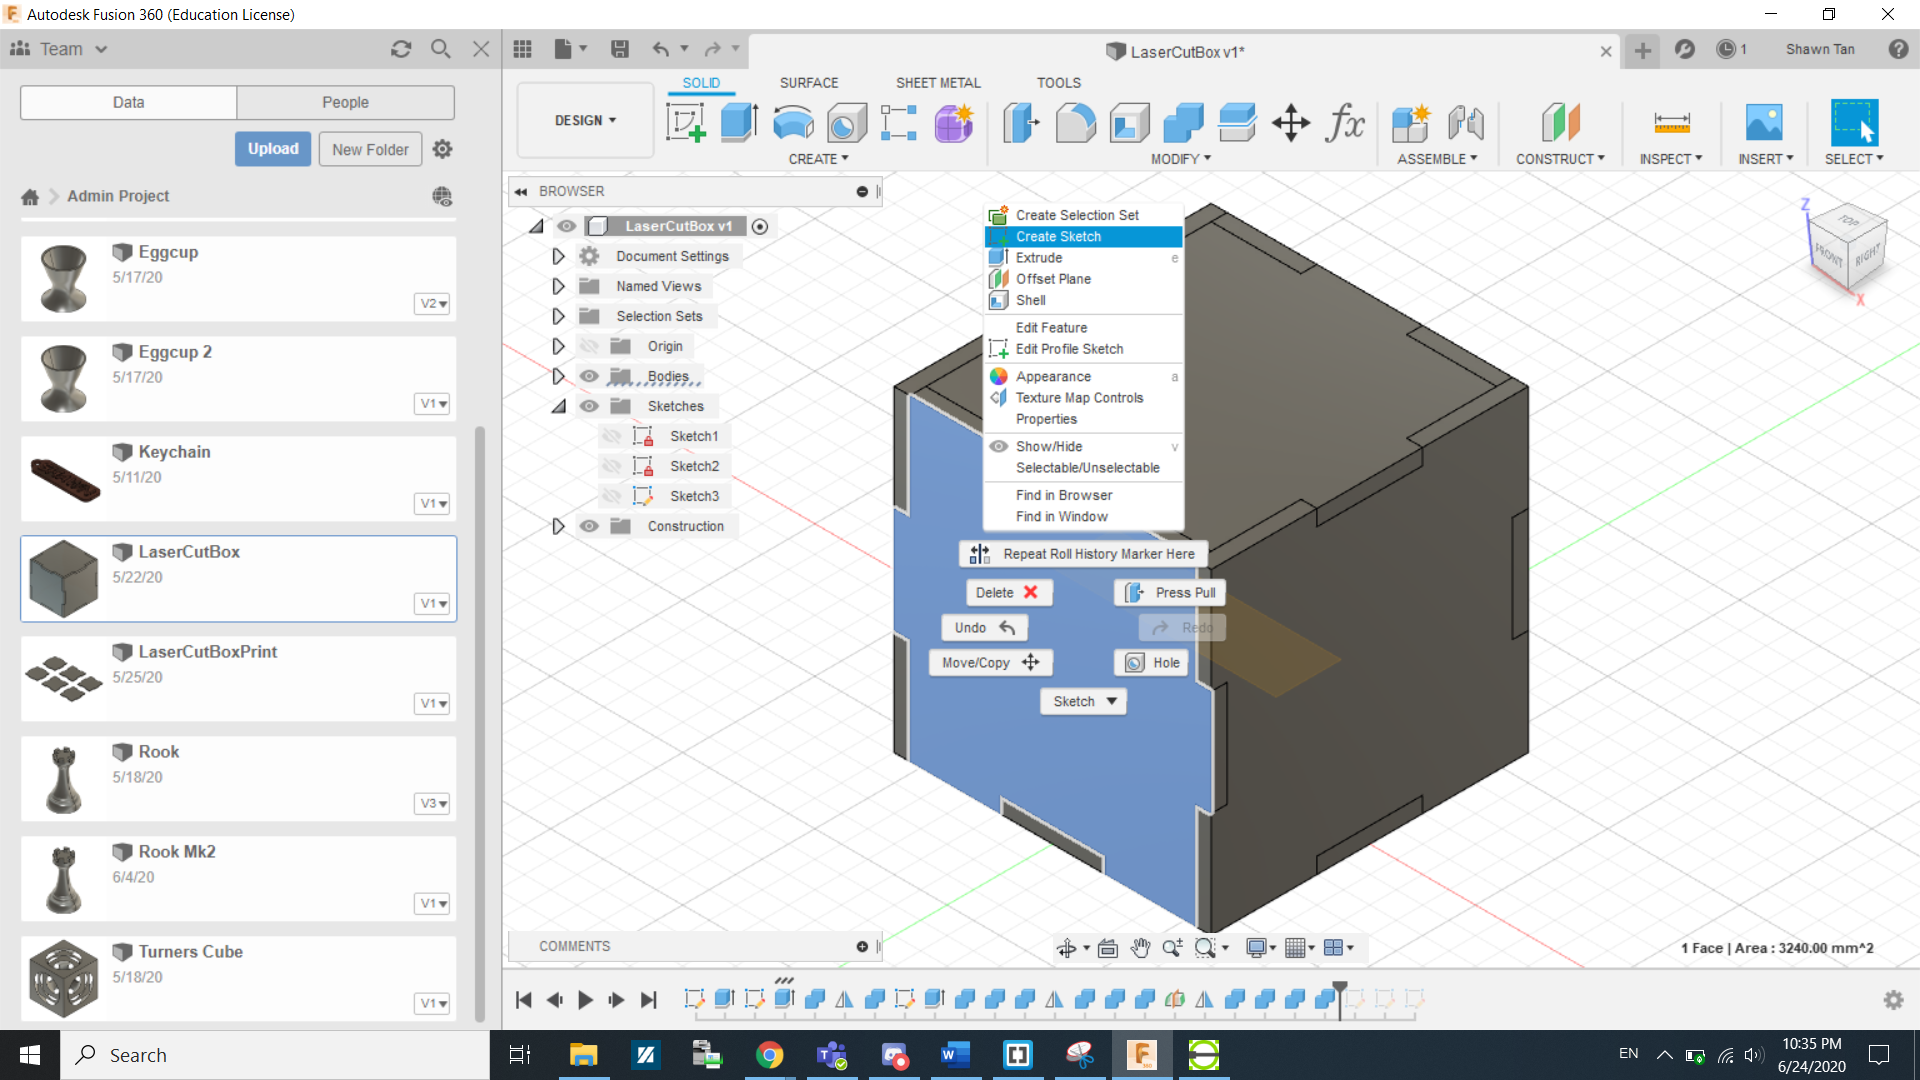 Autodesk Fusion 360 (Education License)
Team
LaserCutBox v1*
1
Shawn Tan
Data
People
Upload
New Folder
Admin Project
Eggcup
5/17/20
V2
Eggcup 2
5/17/20
V1
Keychain
5/11/20
V1
LaserCutBox
5/22/20
V1
LaserCutBoxPrint
5/25/20
V1
Rook
5/18/20
V3
Rook Mk2
6/4/20
V1
Turners Cube
5/18/20
V1
DESIGN
SOLID
SURFACE
SHEET METAL
TOOLS
CREATE
MODIFY
ASSEMBLE
CONSTRUCT
INSPECT
INSERT
SELECT
BROWSER
LaserCutBox v1
Document Settings
Named Views
Selection Sets
Origin
Bodies
Sketches
Sketch1
Sketch2
Sketch3
Construction
Create Selection Set
Create Sketch
Extrude e
Offset Plane
Shell
Edit Feature
Edit Profile Sketch
Appearance a
Texture Map Controls
Properties
Show/Hide v
Selectable/Unselectable
Find in Browser
Find in Window
Repeat Roll History Marker Here
Delete
Press Pull
Undo
Redo
Move/Copy
Hole
Sketch
Z
TOP
FRONT
RIGHT
X
COMMENTS
1 Face | Area : 3240.00 mm^2
Search
EN
10:35 PM
6/24/2020